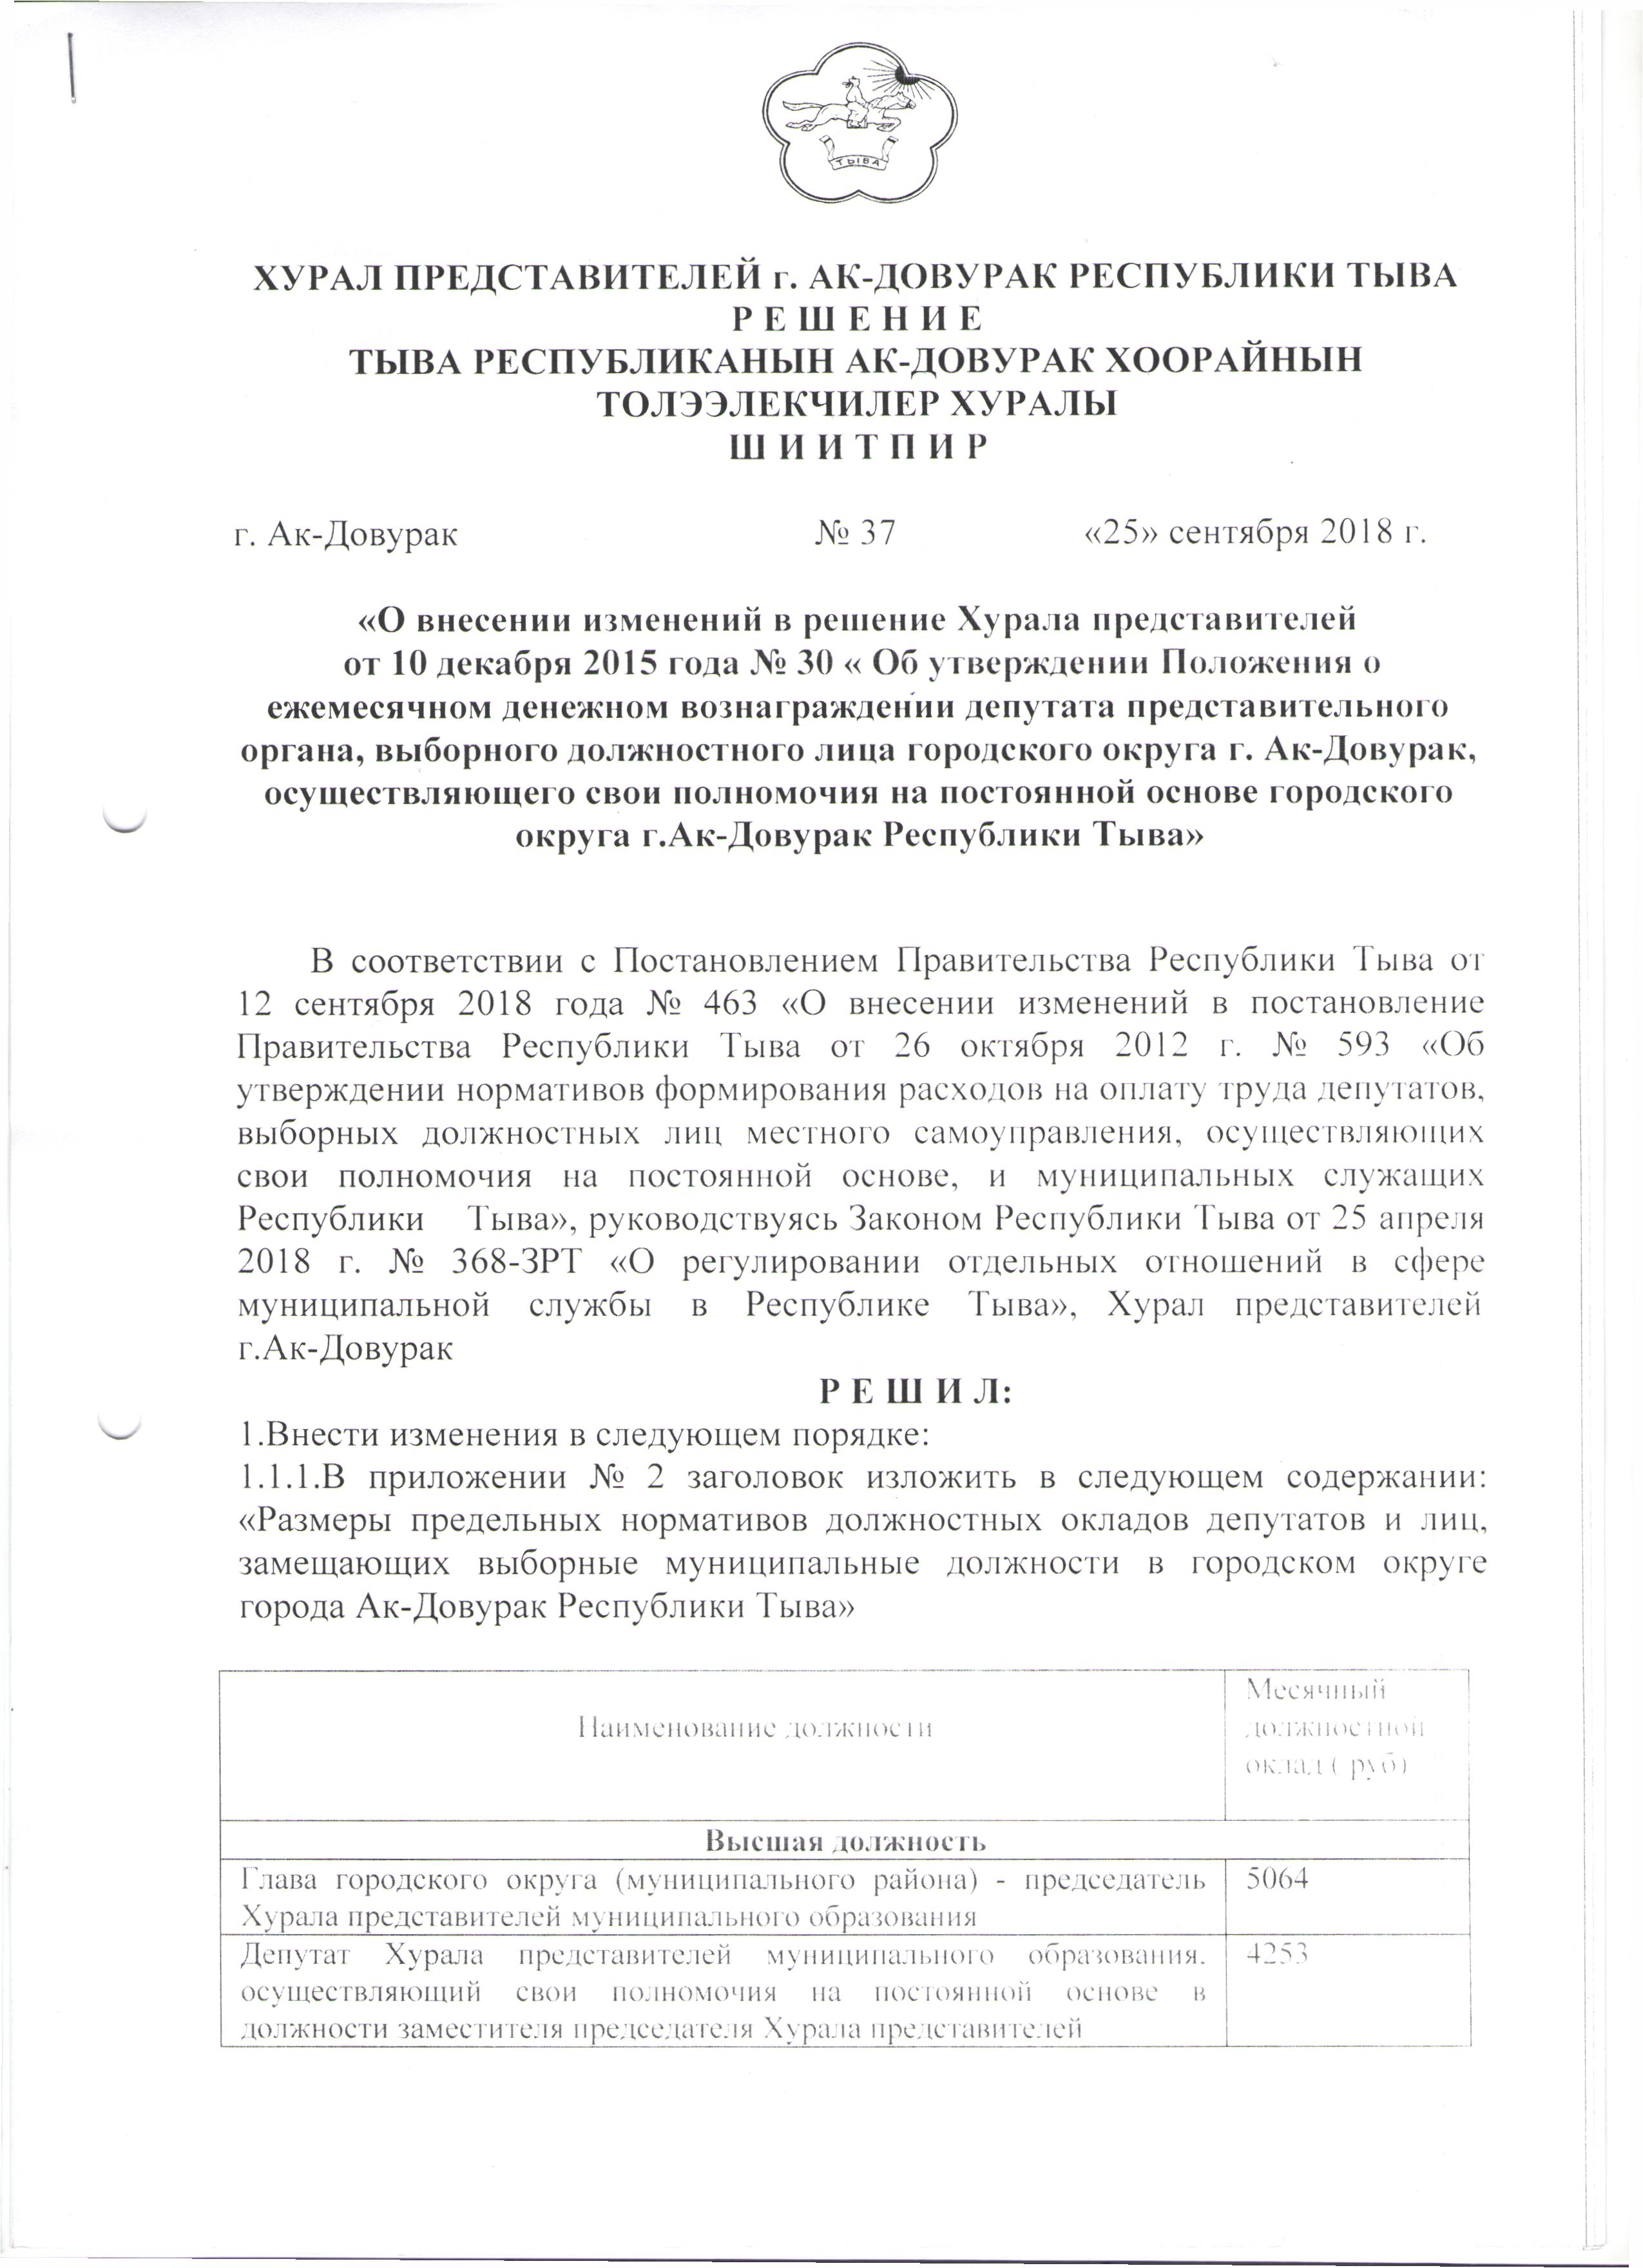 ТЫВА
ХУРАЛ ПРЕДСТАВИТЕЛЕЙ г. АК-ДОВУРАК РЕСПУБЛИКИ ТЫВА
Р Е Ш Е Н И Е
ТЫВА РЕСПУБЛИКАНЫН АК-ДОВУРАК ХООРАЙНЫН
ТОЛЭЭЛЕКЧИЛЕР ХУРАЛЫ
Ш И И Т П И Р
г. Ак-Довурак № 37 «25» сентября 2018 г.
«О внесении изменений в решение Хурала представителей
от 10 декабря 2015 года № 30 « Об утверждении Положения о
ежемесячном денежном вознаграждении депутата представительного
органа, выборного должностного лица городского округа г. Ак-Довурак,
осуществляющего свои полномочия на постоянной основе городского
округа г.Ак-Довурак Республики Тыва»
В соответствии с Постановлением Правительства Республики Тыва от
12 сентября 2018 года № 463 «О внесении изменений в постановление
Правительства Республики Тыва от 26 октября 2012 г. № 593 «Об
утверждении нормативов формирования расходов на оплату труда депутатов,
выборных должностных лиц местного самоуправления, осуществляющих
свои полномочия на постоянной основе, и муниципальных служащих
Республики Тыва», руководствуясь Законом Республики Тыва от 25 апреля
2018 г. № 368-ЗРТ «О регулировании отдельных отношений в сфере
муниципальной службы в Республике Тыва», Хурал представителей
г.Ак-Довурак
Р Е Ш И Л:
1.Внести изменения в следующем порядке:
1.1.1.В приложении № 2 заголовок изложить в следующем содержании:
«Размеры предельных нормативов должностных окладов депутатов и лиц,
замещающих выборные муниципальные должности в городском округе
города Ак-Довурак Республики Тыва»
Наименование должности
Месячный
должностной
оклад ( руб)
Высшая должность
Глава городского округа (муниципального района) - председатель 5064
Хурала представителей муниципального образования
Депутат Хурала представителей муниципального образования. 4253
осуществляющий свои полномочия на постоянной основе в
должности заместителя председателя Хурала представителей